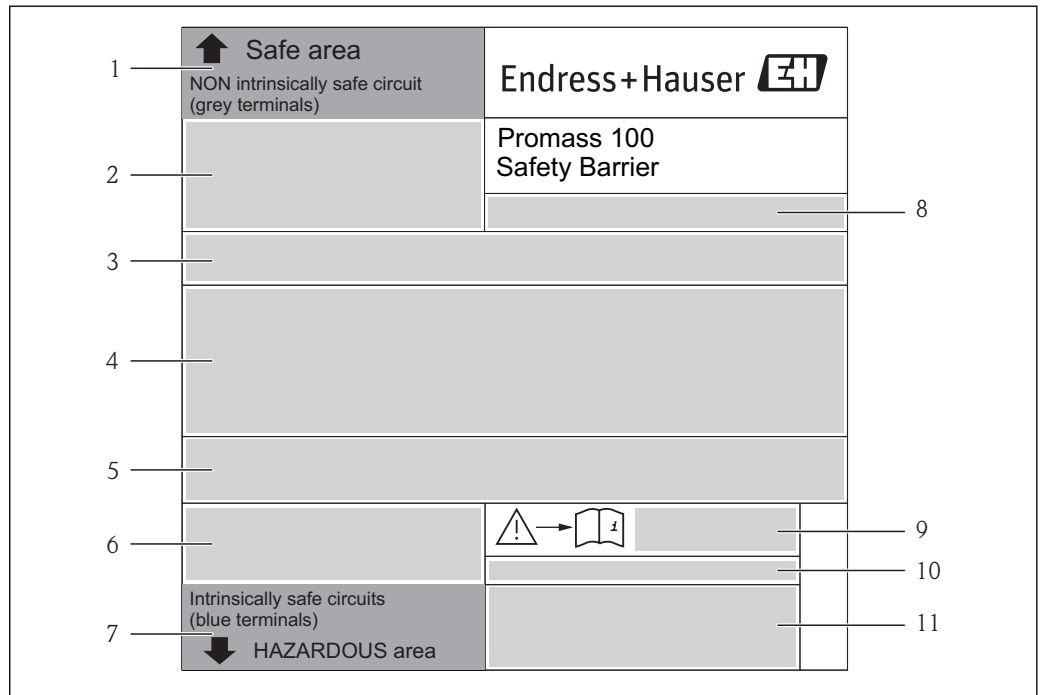 Safe area
NON intrinsically safe circuit
(grey terminals)
Endress+Hauser EH
Promass 100
Safety Barrier
1
2
3
4
5
6
7
8
9
10
11
i
Intrinsically safe circuits
(blue terminals)
HAZARDOUS area